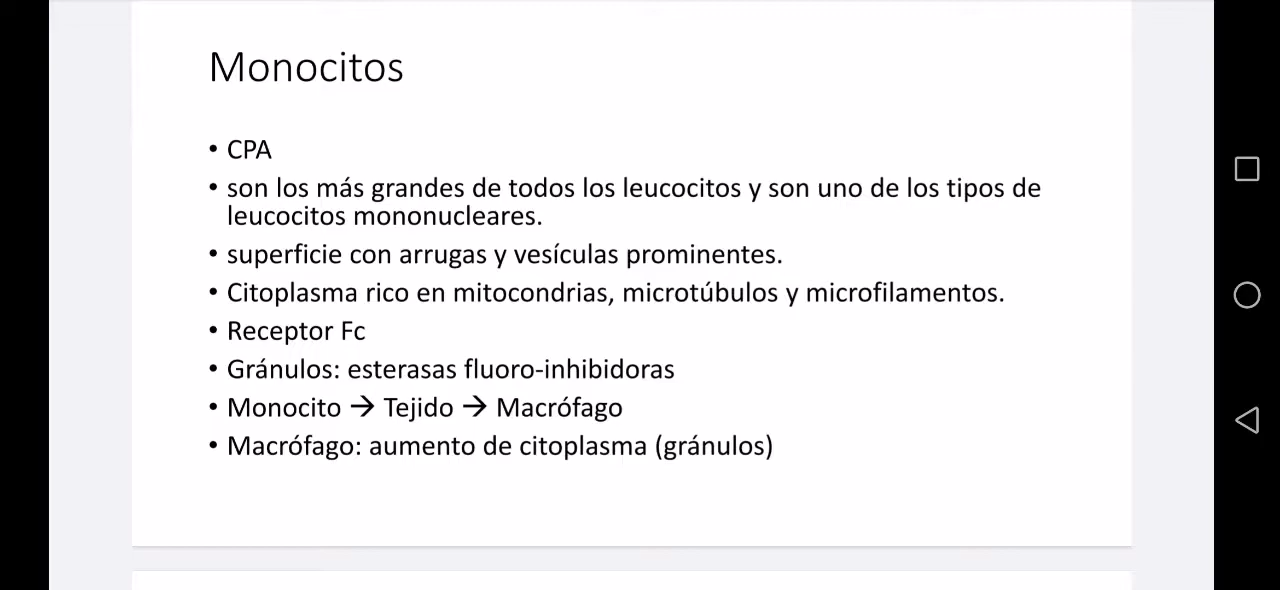 Monocitos
• CPA
• son los más grandes de todos los leucocitos y son uno de los tipos de
leucocitos mononucleares.
• superficie con arrugas y vesículas prominentes.
• Citoplasma rico en mitocondrias, microtúbulos y microfilamentos.
• Receptor Fc
• Gránulos: esterasas fluoro-inhibidoras
• Monocito → Tejido → Macrófago
• Macrófago: aumento de citoplasma (gránulos)